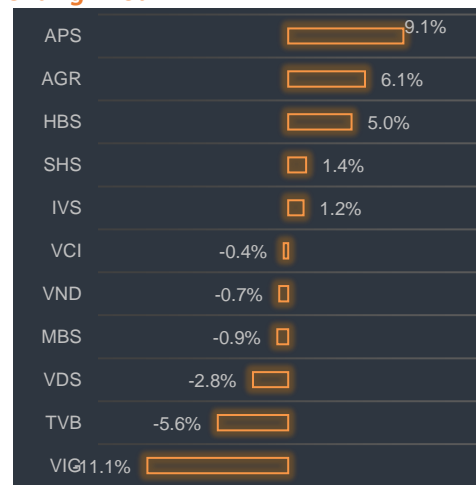 APS 9.1%
AGR 6.1%
HBS 5.0%
SHS 1.4%
IVS 1.2%
VCI -0.4%
VND -0.7%
MBS -0.9%
VDS -2.8%
TVB -5.6%
VIG -11.1%